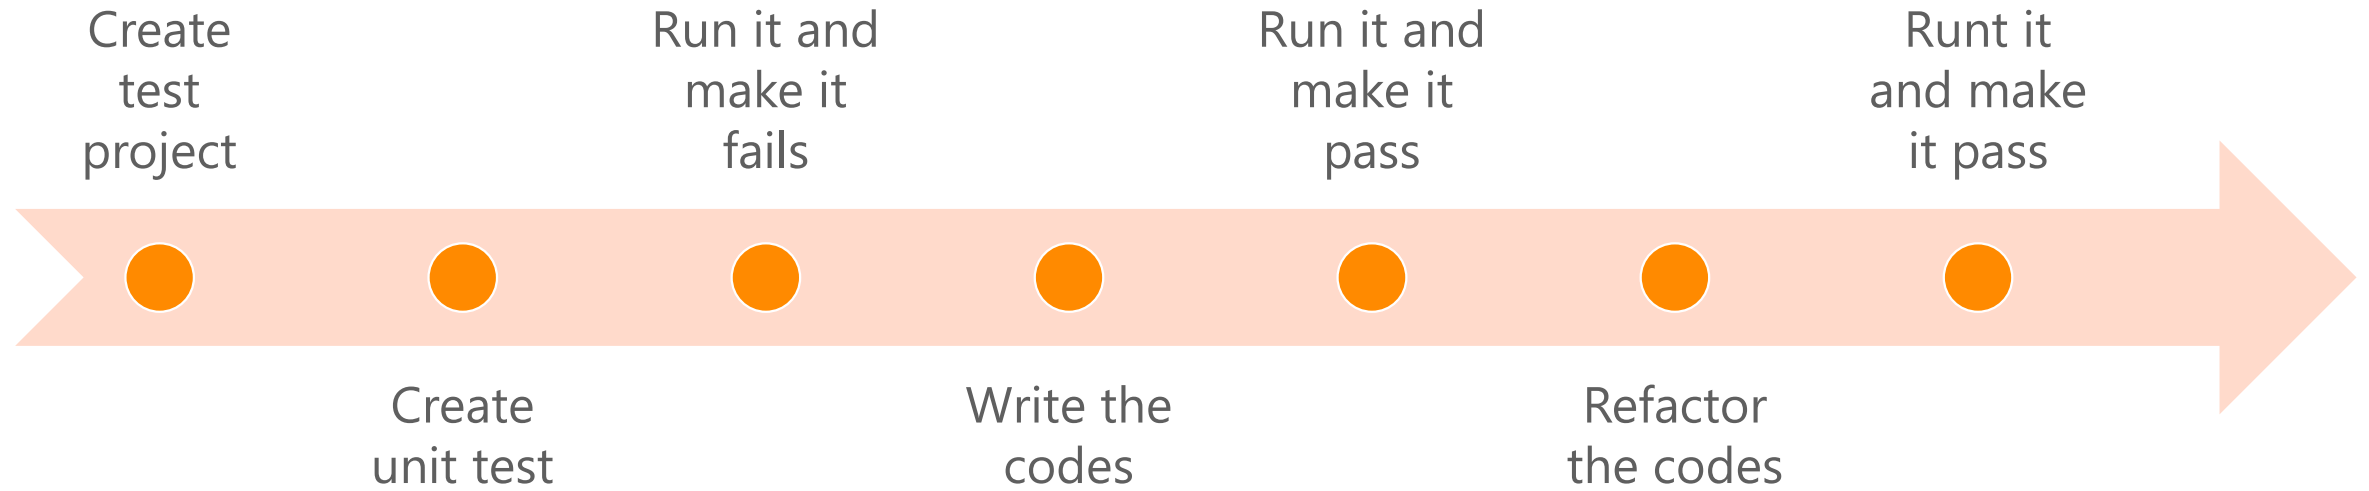 Create
test
project
Create
unit test
Run it and
make it
fails
Write the
codes
Run it and
make it
pass
Refactor
the codes
Runt it
and make
it pass